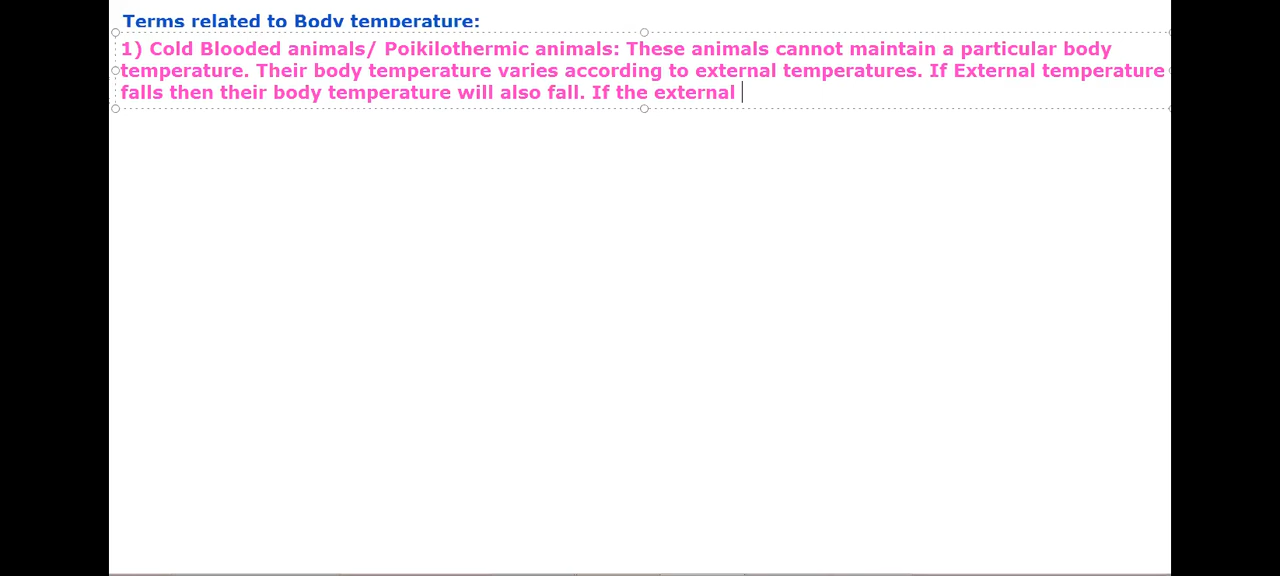 Terms related to Body temperature:
1) Cold Blooded animals/ Poikilothermic animals: These animals cannot maintain a particular body
temperature. Their body temperature varies according to external temperatures. If External temperature
falls then their body temperature will also fall. If the external